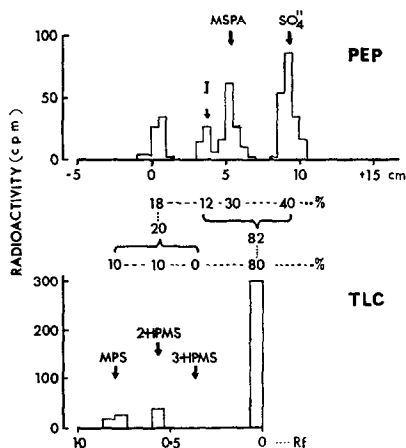 MSPA SO₄"
PEP
I
RADIOACTIVITY (cpm)
100
50
0
-5 0 5 10 +15 cm
18 ---- 12 -- 30 ------ 40 --- %
20 82
10 ---- 10 ---- 0 ------ 80 ------- %
TLC
300
200
100
0
2HPMS
MPS 3HPMS
1·0 0·5 0 ···· Rf